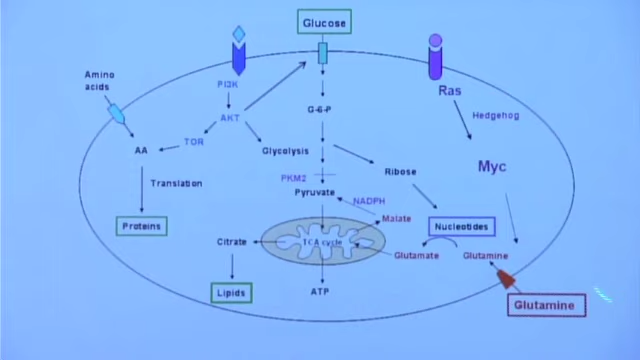 Glucose
Amino
acids
PI3K
Ras
AKT
G-6-P
Hedgehog
TOR
AA
Glycolysis
Myc
PKM2
Ribose
Translation
Pyruvate
NADPH
Malate
Proteins
Nucleotides
Citrate
TCA cycle
Glutamate
Glutamine
Lipids
ATP
Glutamine